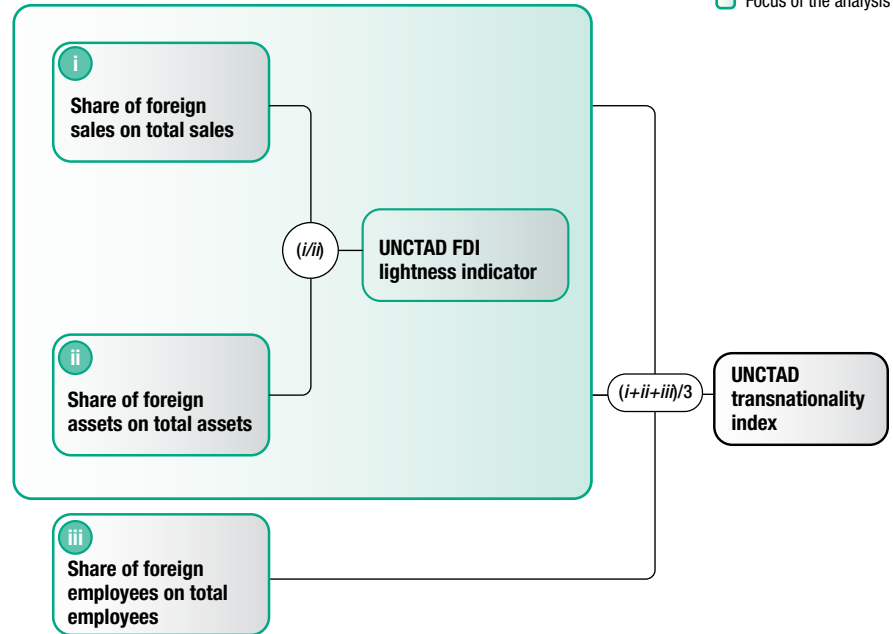 Focus of the analysis
i
Share of foreign
sales on total sales
(i/ii)
UNCTAD FDI
lightness indicator
ii
Share of foreign
assets on total assets
(i+ii+iii)/3
UNCTAD
transnationality
index
iii
Share of foreign
employees on total
employees